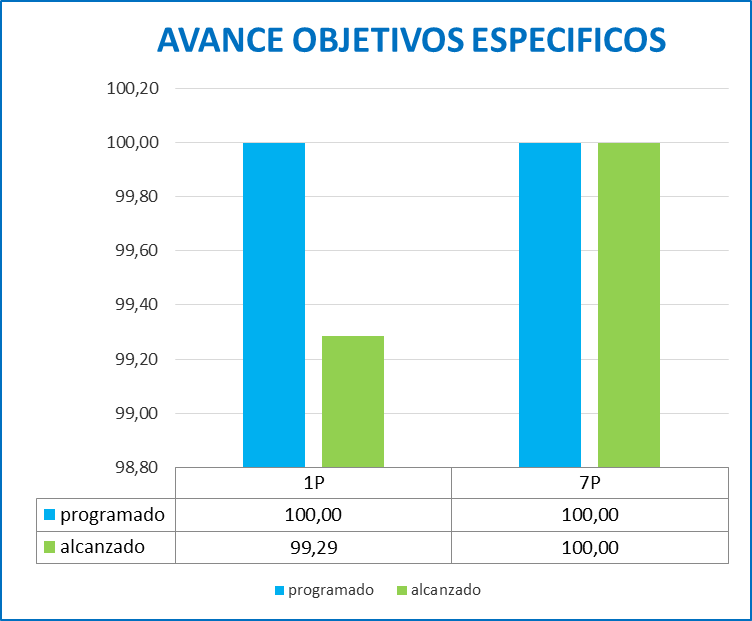 AVANCE OBJETIVOS ESPECIFICOS
100,20
100,00
99,80
99,60
99,40
99,20
99,00
98,80
1P 7P
programado 100,00 100,00
alcanzado 99,29 100,00
programado alcanzado